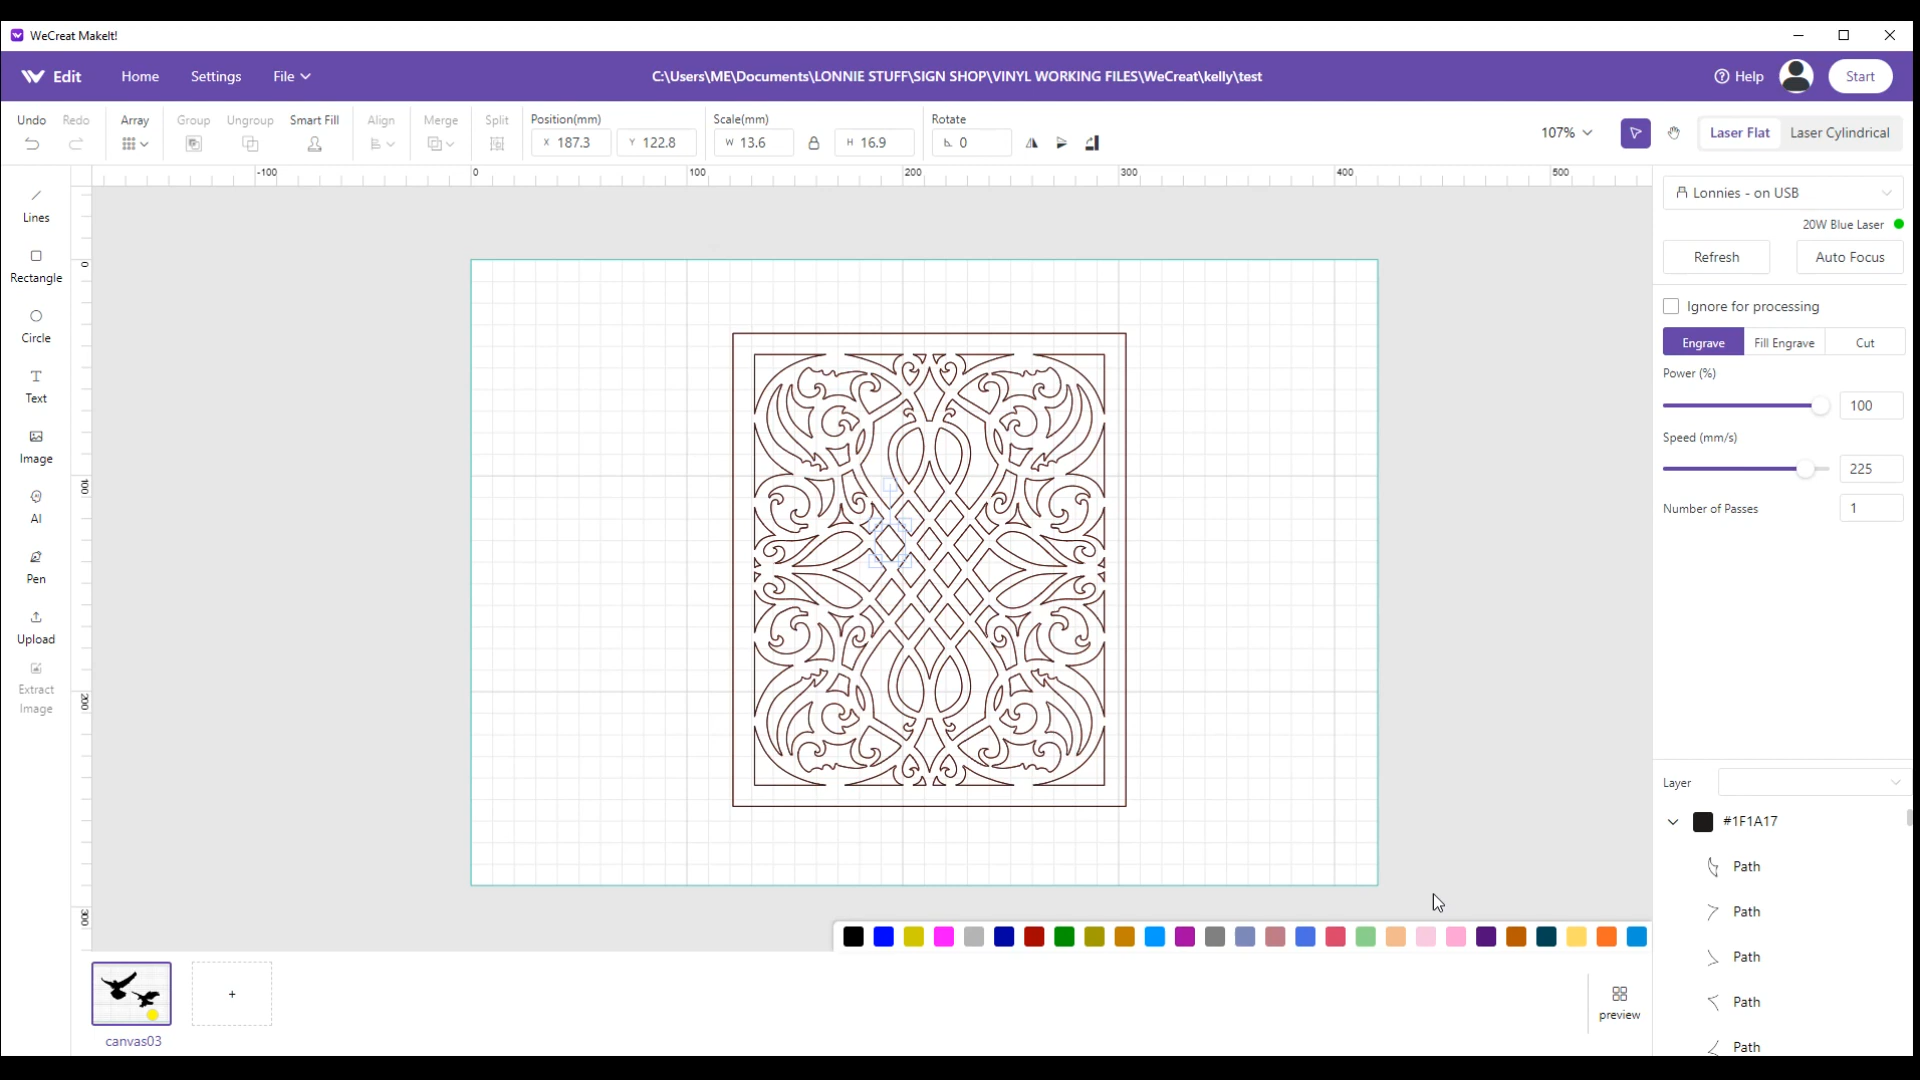 WeCreat MakeIt!
Edit Home Settings File C:\Users\ME\Documents\LONNIE STUFF\SIGN SHOP\VINYL WORKING FILES\WeCreat\kelly\test Help Start
Undo Redo Array Group Ungroup Smart Fill Align Merge Split Position(mm) Scale(mm) Rotate
X 187.3 Y 122.8 W 13.6 H 16.9 0 107% Laser Flat Laser Cylindrical
-100 0 100 200 300 400 500
0
100
200
300
Lines
Rectangle
Circle
Text
Image
AI
Pen
Upload
Extract
Image
Lonnies - on USB
20W Blue Laser
Refresh Auto Focus
Ignore for processing
Engrave Fill Engrave Cut
Power (%)
100
Speed (mm/s)
225
Number of Passes 1
Layer
#1F1A17
Path
Path
Path
Path
Path
+
canvas03
preview